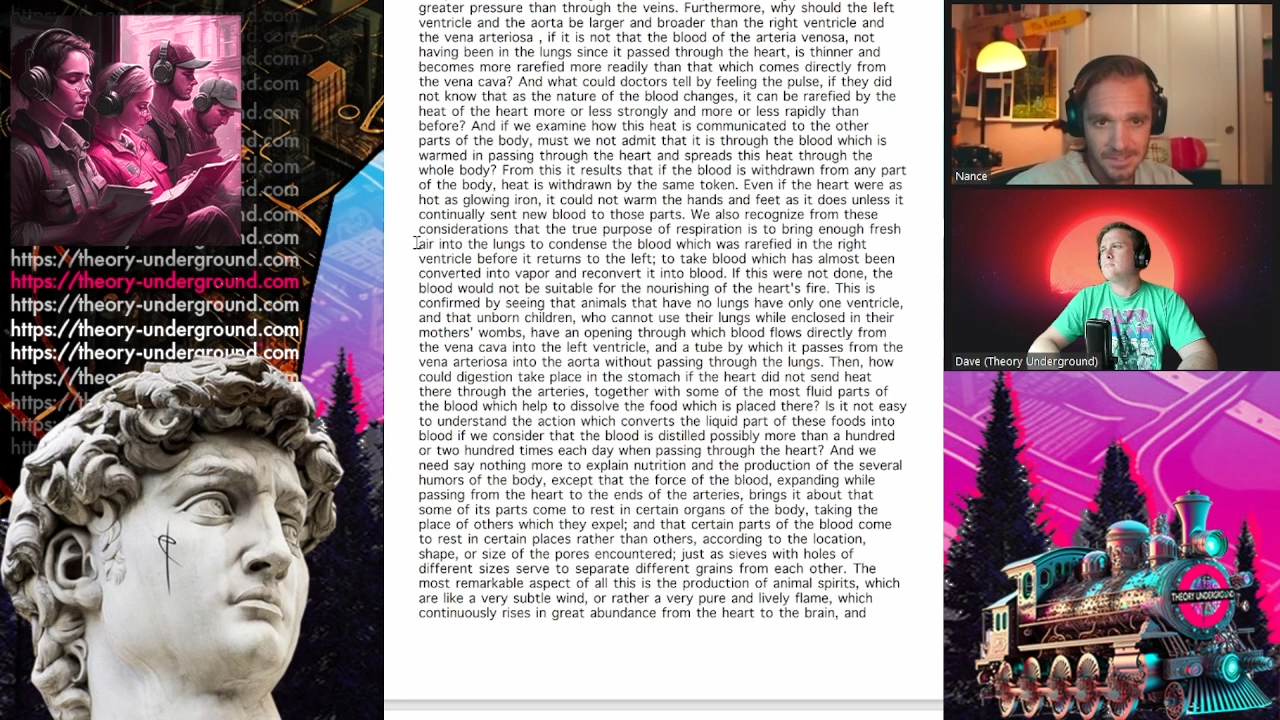 https://theory-underground.com
https://theory-underground.com
https://theory-underground.com
https://theory-underground.com
https://theory-underground.com
greater pressure than through the veins. Furthermore, why should the left
ventricle and the aorta be larger and broader than the right ventricle and
the vena arteriosa , if it is not that the blood of the arteria venosa, not
having been in the lungs since it passed through the heart, is thinner and
becomes more rarefied more readily than that which comes directly from
the vena cava? And what could doctors tell by feeling the pulse, if they did
not know that as the nature of the blood changes, it can be rarefied by the
heat of the heart more or less strongly and more or less rapidly than
before? And if we examine how this heat is communicated to the other
parts of the body, must we not admit that it is through the blood which is
warmed in passing through the heart and spreads this heat through the
whole body? From this it results that if the blood is withdrawn from any part
of the body, heat is withdrawn by the same token. Even if the heart were as
hot as glowing iron, it could not warm the hands and feet as it does unless it
continually sent new blood to those parts. We also recognize from these
considerations that the true purpose of respiration is to bring enough fresh
air into the lungs to condense the blood which was rarefied in the right
ventricle before it returns to the left; to take blood which has almost been
converted into vapor and reconvert it into blood. If this were not done, the
blood would not be suitable for the nourishing of the heart's fire. This is
confirmed by seeing that animals that have no lungs have only one ventricle,
and that unborn children, who cannot use their lungs while enclosed in their
mothers' wombs, have an opening through which blood flows directly from
the vena cava into the left ventricle, and a tube by which it passes from the
vena arteriosa into the aorta without passing through the lungs. Then, how
could digestion take place in the stomach if the heart did not send heat
there through the arteries, together with some of the most fluid parts of
the blood which help to dissolve the food which is placed there? Is it not easy
to understand the action which converts the liquid part of these foods into
blood if we consider that the blood is distilled possibly more than a hundred
or two hundred times each day when passing through the heart? And we
need say nothing more to explain nutrition and the production of the several
humors of the body, except that the force of the blood, expanding while
passing from the heart to the ends of the arteries, brings it about that
some of its parts come to rest in certain organs of the body, taking the
place of others which they expel; and that certain parts of the blood come
to rest in certain places rather than others, according to the location,
shape, or size of the pores encountered; just as sieves with holes of
different sizes serve to separate different grains from each other. The
most remarkable aspect of all this is the production of animal spirits, which
are like a very subtle wind, or rather a very pure and lively flame, which
continuously rises in great abundance from the heart to the brain, and
Nance
Dave (Theory Underground)
THEORY UNDERGROUND